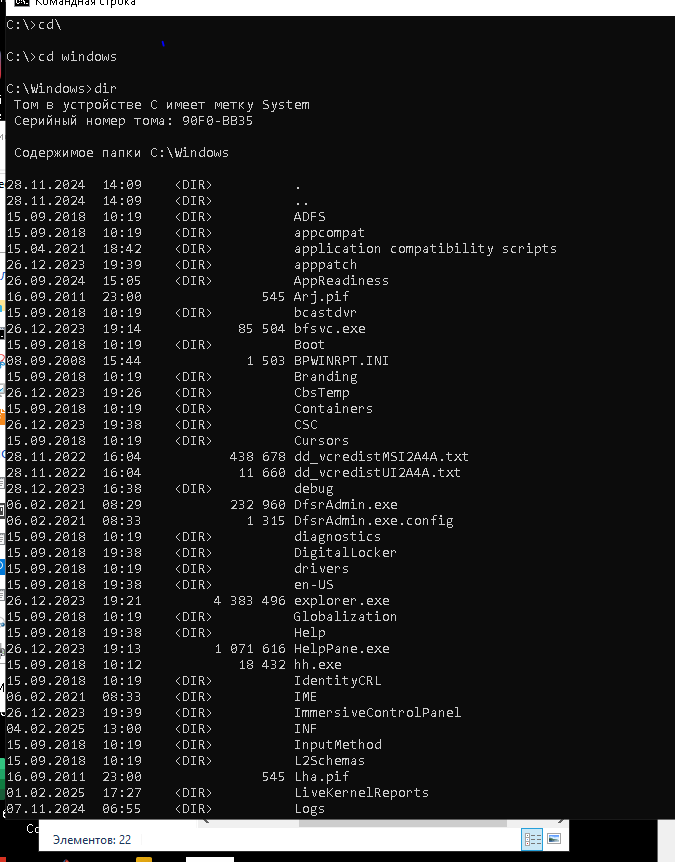 Командная строка
C:\>cd\
C:\>cd windows
C:\Windows>dir
Том в устройстве C имеет метку System
Серийный номер тома: 90F0-BB35
Содержимое папки C:\Windows
28.11.2024  14:09    <DIR>          .
28.11.2024  14:09    <DIR>          ..
15.09.2018  10:19    <DIR>          ADFS
15.09.2018  10:19    <DIR>          appcompat
15.04.2021  18:42    <DIR>          application compatibility scripts
26.12.2023  19:39    <DIR>          apppatch
26.09.2024  15:05    <DIR>          AppReadiness
16.09.2011  23:00               545 Arj.pif
15.09.2018  10:19    <DIR>          bcastdvr
26.12.2023  19:14            85 504 bfsvc.exe
15.09.2018  10:19    <DIR>          Boot
08.09.2008  15:44             1 503 BPWINRPT.INI
15.09.2018  10:19    <DIR>          Branding
26.12.2023  19:26    <DIR>          CbsTemp
15.09.2018  10:19    <DIR>          Containers
26.12.2023  19:38    <DIR>          CSC
15.09.2018  10:19    <DIR>          Cursors
28.11.2022  16:04           438 678 dd_vcredistMSI2A4A.txt
28.11.2022  16:04            11 660 dd_vcredistUI2A4A.txt
28.12.2023  16:38    <DIR>          debug
06.02.2021  08:29           232 960 DfsrAdmin.exe
06.02.2021  08:33             1 315 DfsrAdmin.exe.config
15.09.2018  10:19    <DIR>          diagnostics
15.09.2018  19:38    <DIR>          DigitalLocker
15.09.2018  10:19    <DIR>          drivers
15.09.2018  19:38    <DIR>          en-US
26.12.2023  19:21         4 383 496 explorer.exe
15.09.2018  10:19    <DIR>          Globalization
15.09.2018  19:38    <DIR>          Help
26.12.2023  19:13         1 071 616 HelpPane.exe
15.09.2018  10:12            18 432 hh.exe
15.09.2018  10:19    <DIR>          IdentityCRL
06.02.2021  08:33    <DIR>          IME
26.12.2023  19:39    <DIR>          ImmersiveControlPanel
04.02.2025  13:00    <DIR>          INF
15.09.2018  10:19    <DIR>          InputMethod
15.09.2018  10:19    <DIR>          L2Schemas
16.09.2011  23:00               545 Lha.pif
01.02.2025  17:27    <DIR>          LiveKernelReports
07.11.2024  06:55    <DIR>          Logs
Элементов: 22